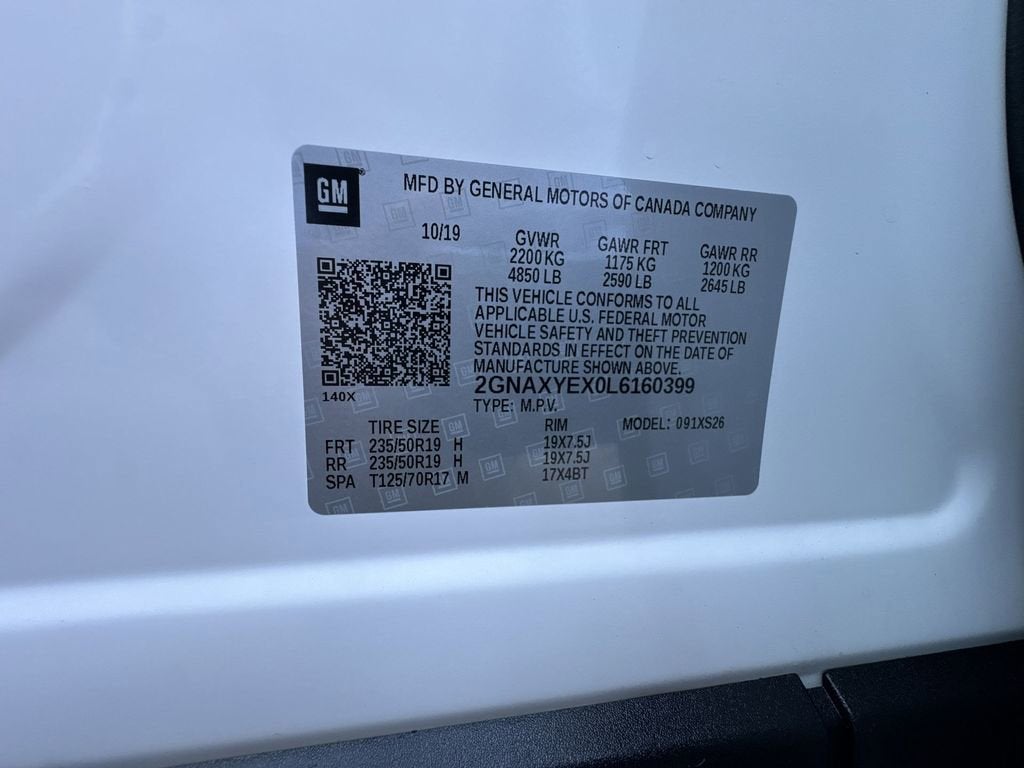 GM
MFD BY GENERAL MOTORS OF CANADA COMPANY
10/19
GVWR GAWR FRT GAWR RR
2200 KG 1175 KG 1200 KG
4850 LB 2590 LB 2645 LB
THIS VEHICLE CONFORMS TO ALL
APPLICABLE U.S. FEDERAL MOTOR
VEHICLE SAFETY AND THEFT PREVENTION
STANDARDS IN EFFECT ON THE DATE OF
MANUFACTURE SHOWN ABOVE.
2GNAXYEX0L6160399
140X
TYPE: M.P.V.
TIRE SIZE RIM MODEL: 091XS26
FRT 235/50R19 H 19X7.5J
RR 235/50R19 H 19X7.5J
SPA T125/70R17 M 17X4BT